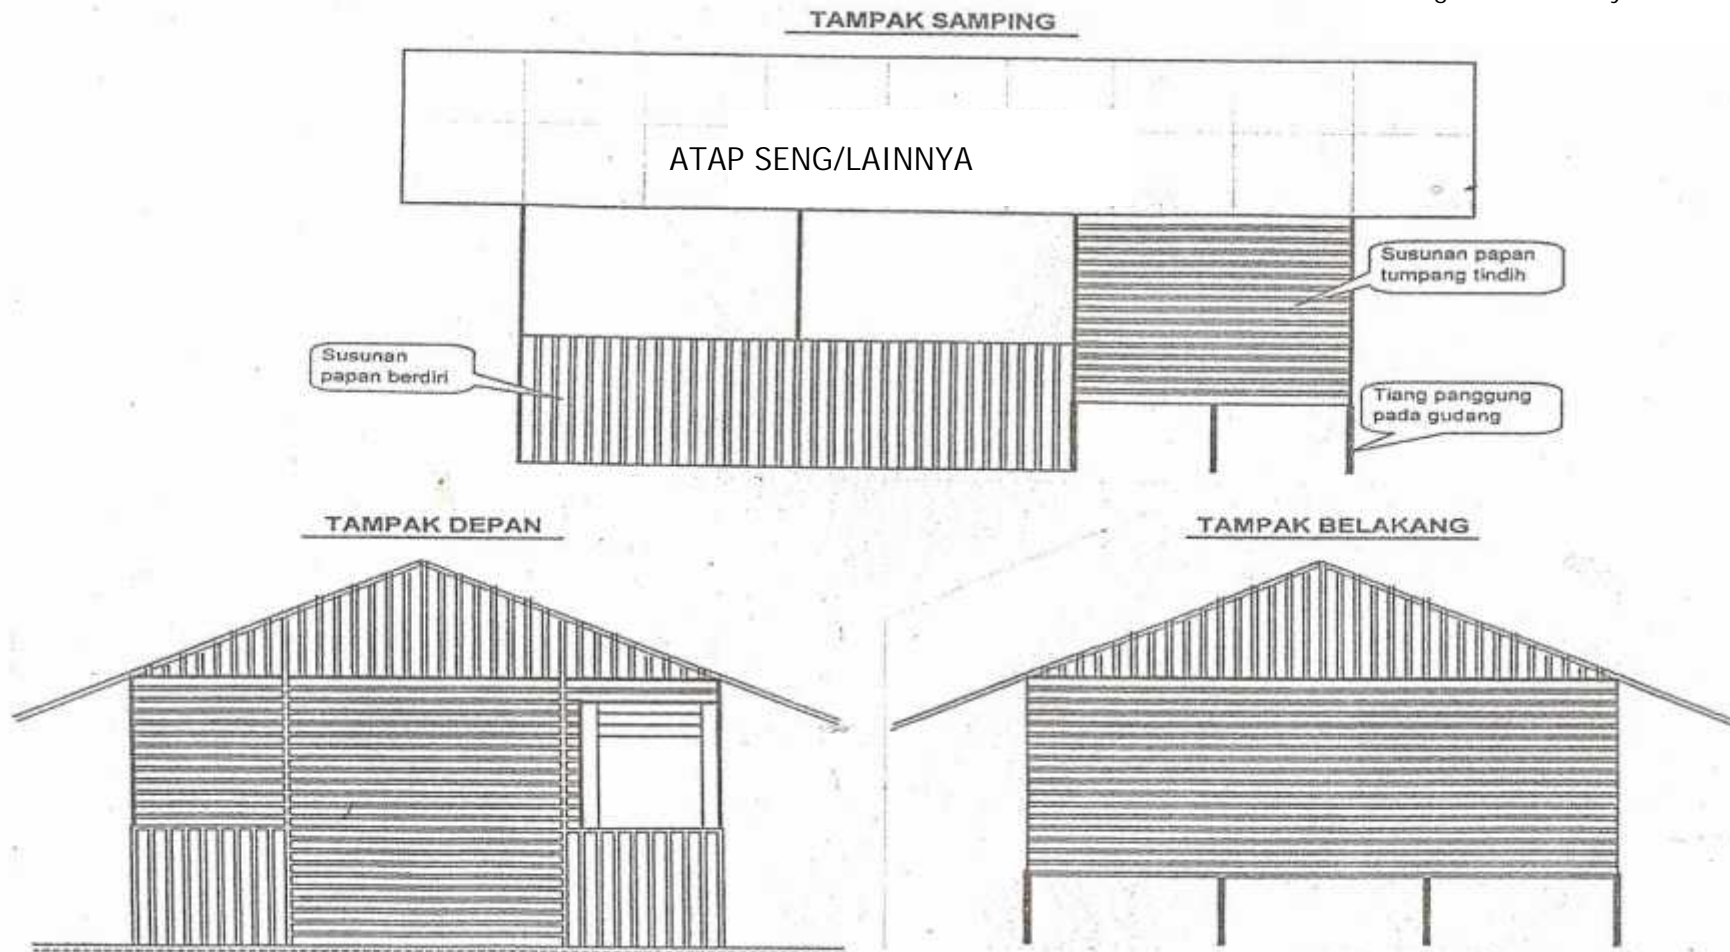 TAMPAK SAMPING
ATAP SENG/LAINNYA
Susunan papan
tumpang tindih
Susunan
papan berdiri
Tiang panggung
pada gudang
TAMPAK DEPAN
TAMPAK BELAKANG